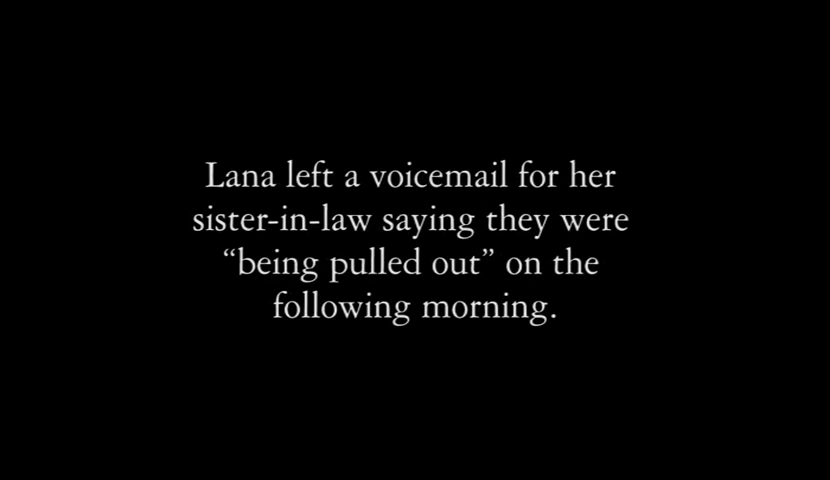 Lana left a voicemail for her
sister-in-law saying they were
“being pulled out” on the
following morning.